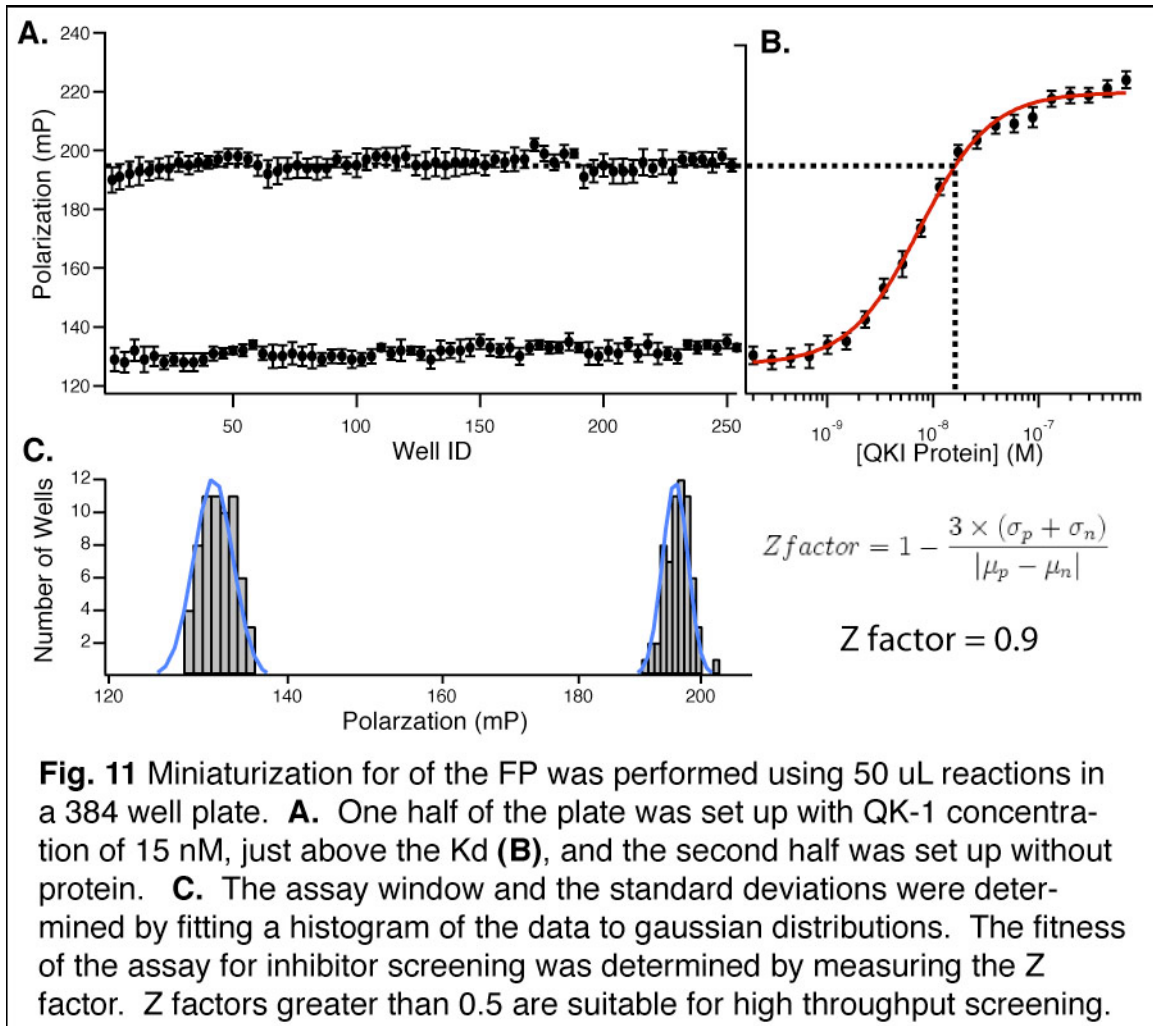 A.
B.
240
220
200
180
160
140
120
Polarization (mP)
50
100
150
200
250
Well ID
10-9
10-8
10-7
[QKI Protein] (M)
C.
12
10
8
6
4
2
Number of Wells
120
140
160
180
200
Polarzation (mP)
Zfactor = 1 − 3 × (σp + σn) / |μp − μn|
Z factor = 0.9
Fig. 11 Miniaturization for of the FP was performed using 50 uL reactions in
a 384 well plate. A. One half of the plate was set up with QK-1 concentra-
tion of 15 nM, just above the Kd (B), and the second half was set up without
protein. C. The assay window and the standard deviations were deter-
mined by fitting a histogram of the data to gaussian distributions. The fitness
of the assay for inhibitor screening was determined by measuring the Z
factor. Z factors greater than 0.5 are suitable for high throughput screening.